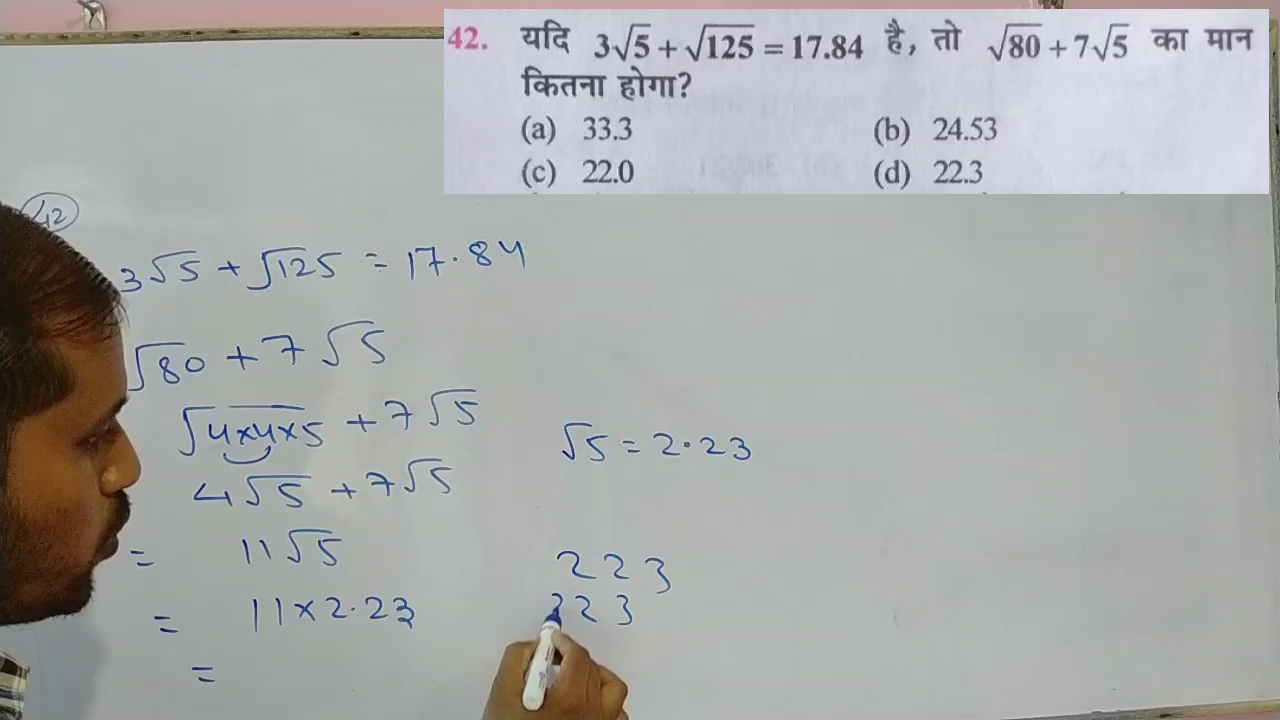 42. यदि 3√5 + √125 = 17.84 है, तो √80 + 7√5 का मान
कितना होगा?
(a) 33.3 (b) 24.53
(c) 22.0 (d) 22.3
42
3√5 + √125 = 17.84
√80 + 7√5
√4×4×5 + 7√5
4√5 + 7√5
= 11√5
= 11×2.23
=
√5 = 2.23
223
223